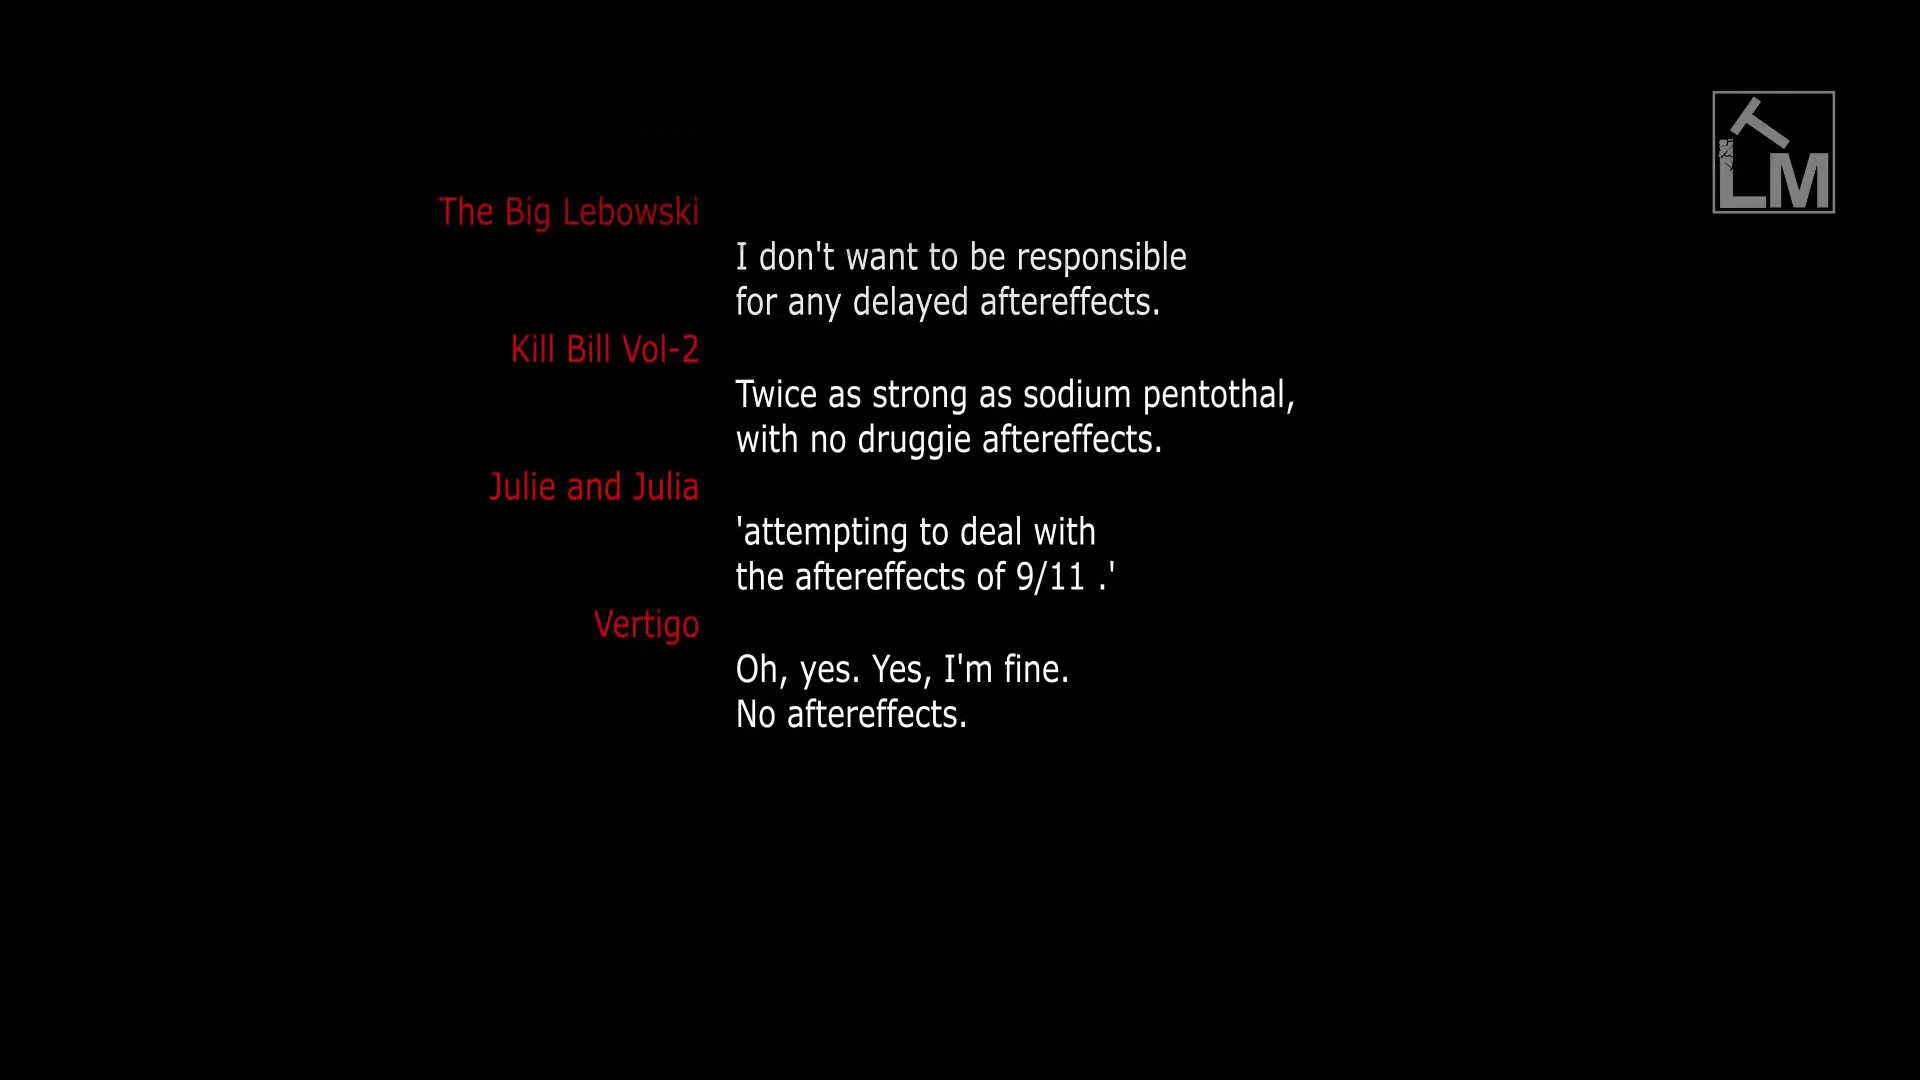 The Big Lebowski
I don't want to be responsible
for any delayed aftereffects.
Kill Bill Vol-2
Twice as strong as sodium pentothal,
with no druggie aftereffects.
Julie and Julia
'attempting to deal with
the aftereffects of 9/11 .'
Vertigo
Oh, yes. Yes, I'm fine.
No aftereffects.
LTM